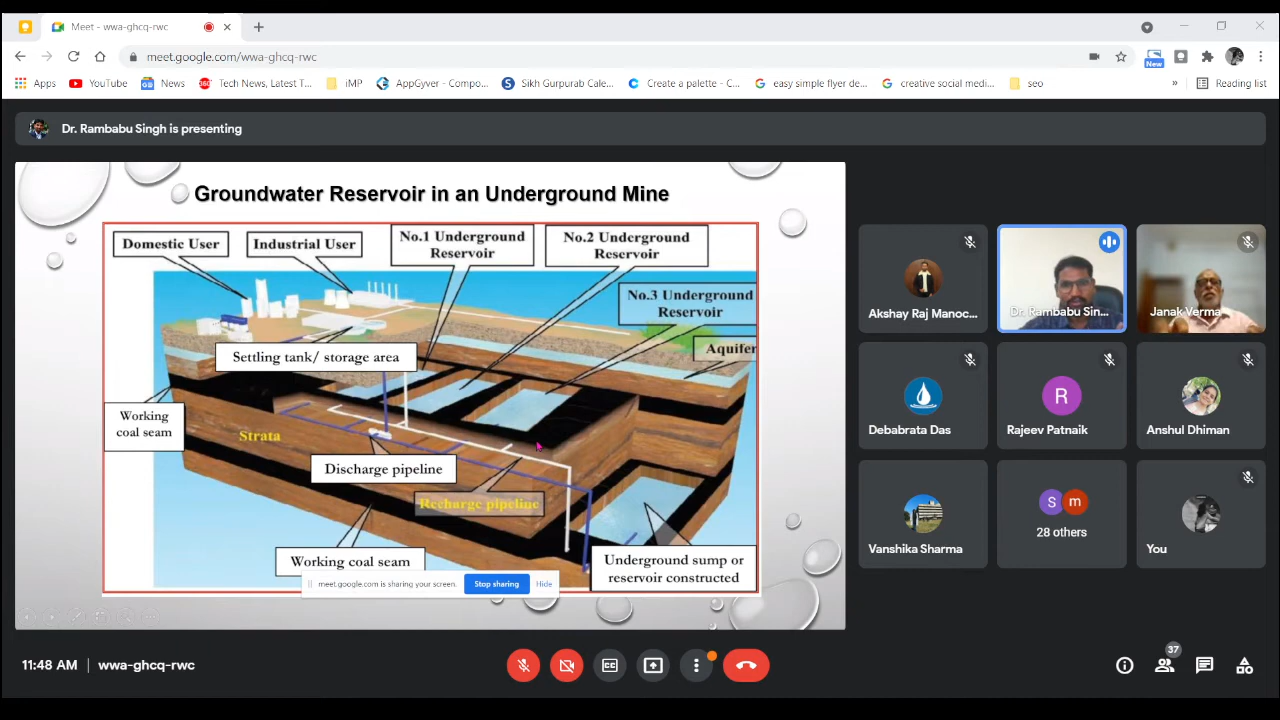 Meet - wwa-ghcq-rwc
meet.google.com/wwa-ghcq-rwc
New
Apps
YouTube
News
Tech News, Latest T...
iMP
AppGyver - Compo...
Sikh Gurpurab Cale...
Create a palette - C...
easy simple flyer de...
creative social medi...
seo
»
Reading list
Dr. Rambabu Singh is presenting
Groundwater Reservoir in an Underground Mine
Domestic User
Industrial User
No.1 Underground
Reservoir
No.2 Underground
Reservoir
No.3 Underground
Reservoir
Aquifer
Settling tank/ storage area
Working
coal seam
Strata
Discharge pipeline
Recharge pipeline
Working coal seam
Underground sump or
reservoir constructed
meet.google.com is sharing your screen.
Stop sharing
Hide
Akshay Raj Manoc...
Dr. Rambabu Sin...
Janak Verma
Debabrata Das
R
Rajeev Patnaik
Anshul Dhiman
Vanshika Sharma
S
m
28 others
You
11:48 AM
wwa-ghcq-rwc
CC
37